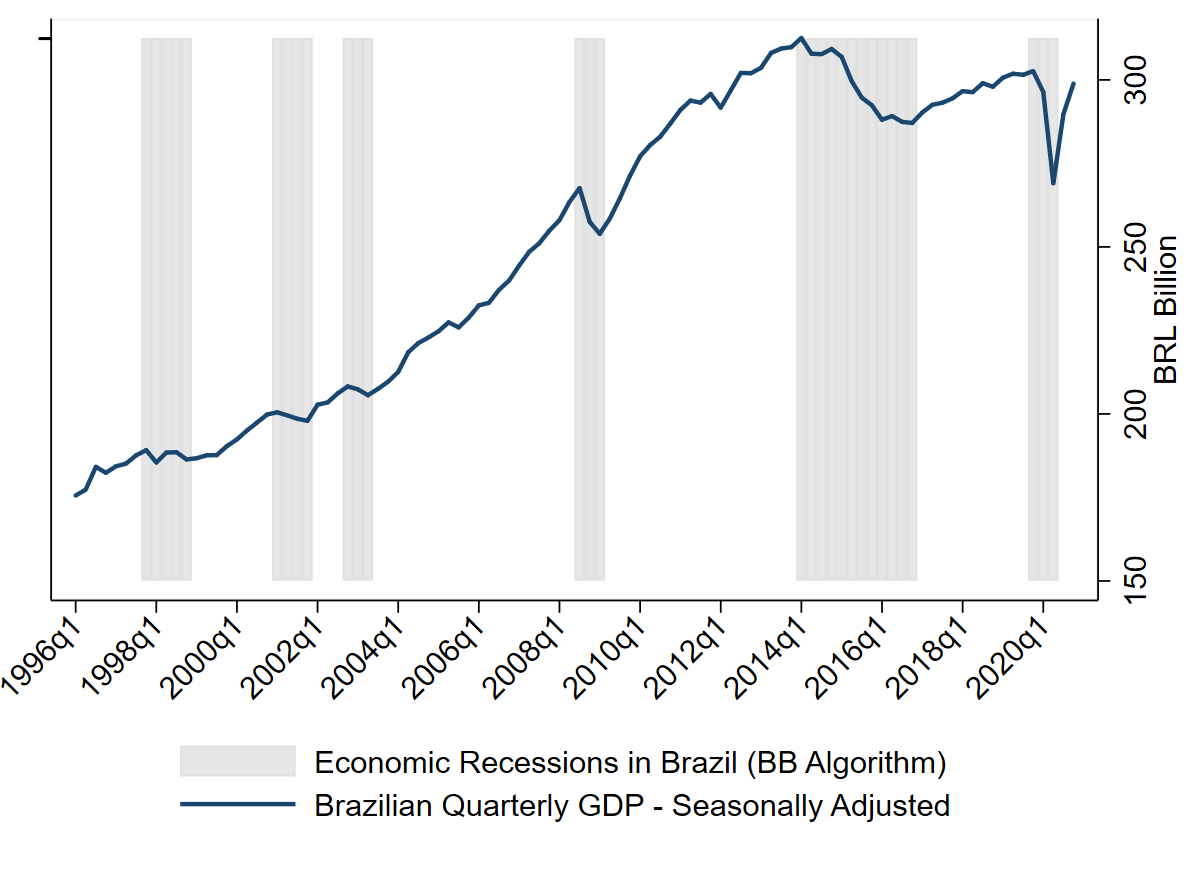 300
250
200
150
BRL Billion
1996q1
1998q1
2000q1
2002q1
2004q1
2006q1
2008q1
2010q1
2012q1
2014q1
2016q1
2018q1
2020q1
Economic Recessions in Brazil (BB Algorithm)
Brazilian Quarterly GDP - Seasonally Adjusted